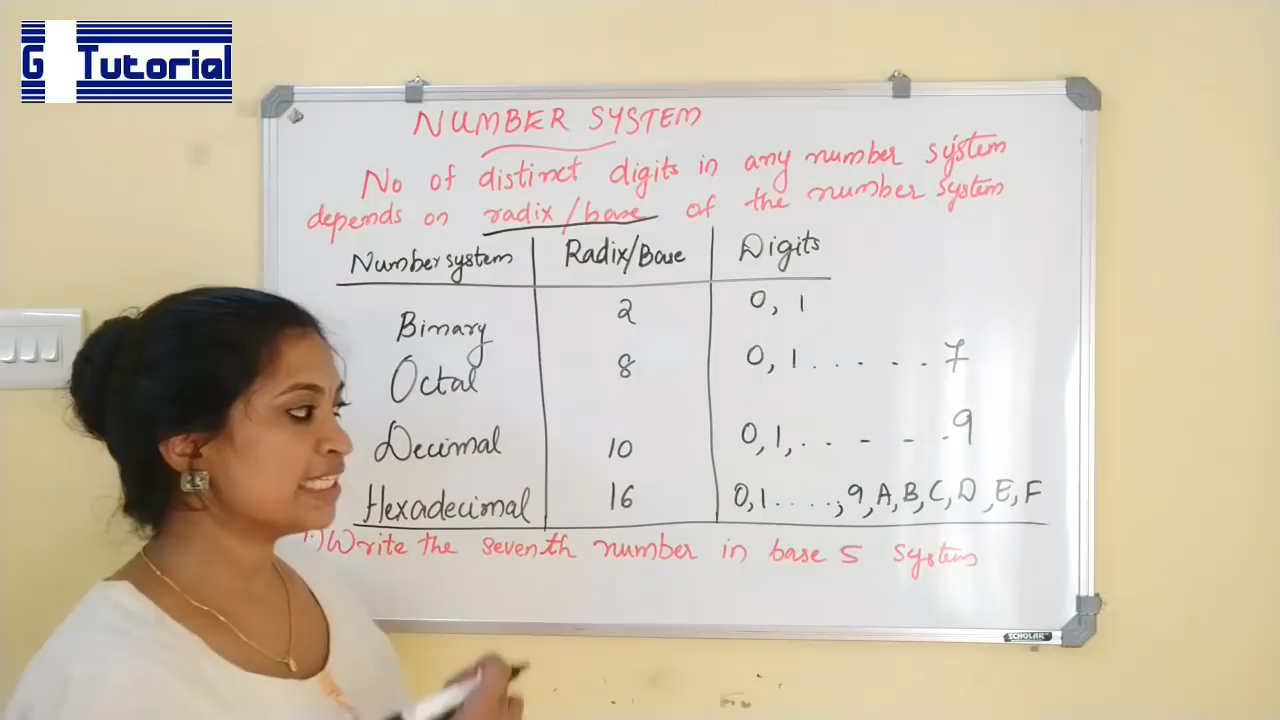 G Tutorial
NUMBER SYSTEM
No of distinct digits in any number system
depends on radix/base of the number system
Number system Radix/Base Digits
Binary 2 0, 1
Octal 8 0, 1 . . . . . 7
Decimal 10 0, 1, . . - - . 9
Hexadecimal 16 0, 1 . . . . , 9, A, B, C, D, E, F
1) Write the seventh number in base 5 system
SCHOLAR